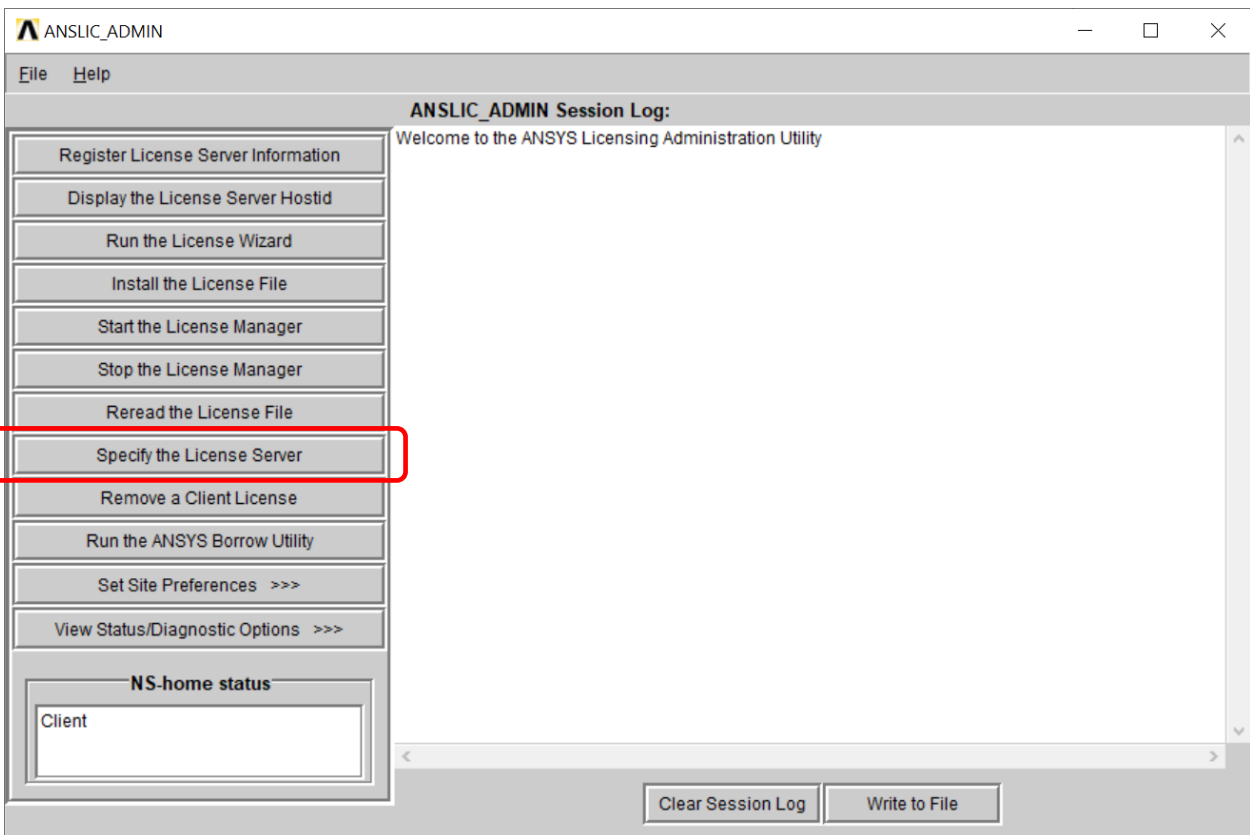 ANSLIC_ADMIN
File Help
ANSLIC_ADMIN Session Log:
Welcome to the ANSYS Licensing Administration Utility
Register License Server Information
Display the License Server Hostid
Run the License Wizard
Install the License File
Start the License Manager
Stop the License Manager
Reread the License File
Specify the License Server
Remove a Client License
Run the ANSYS Borrow Utility
Set Site Preferences >>>
View Status/Diagnostic Options >>>
NS-home status
Client
Clear Session Log Write to File